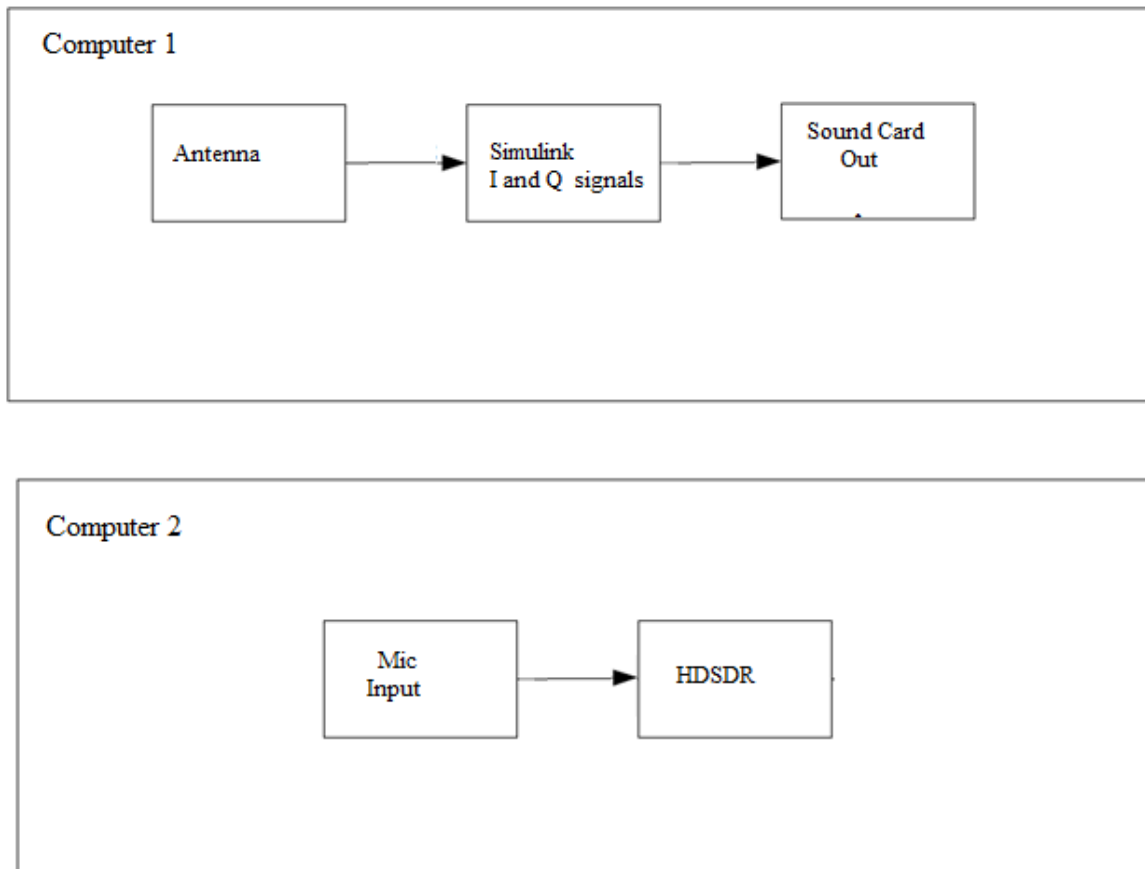 Computer 1
Antenna
Simulink
I and Q signals
Sound Card
Out
Computer 2
Mic
Input
HDSDR